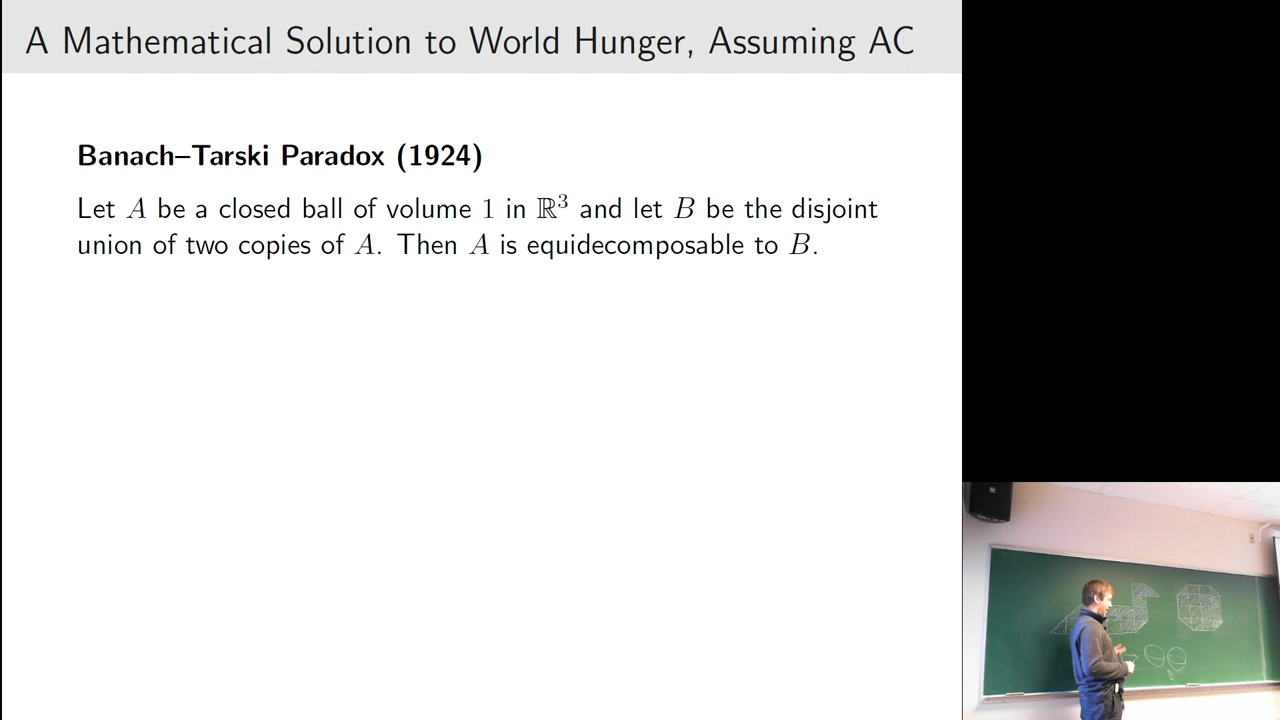 A Mathematical Solution to World Hunger, Assuming AC
Banach–Tarski Paradox (1924)
Let A be a closed ball of volume 1 in ℝ³ and let B be the disjoint
union of two copies of A. Then A is equidecomposable to B.